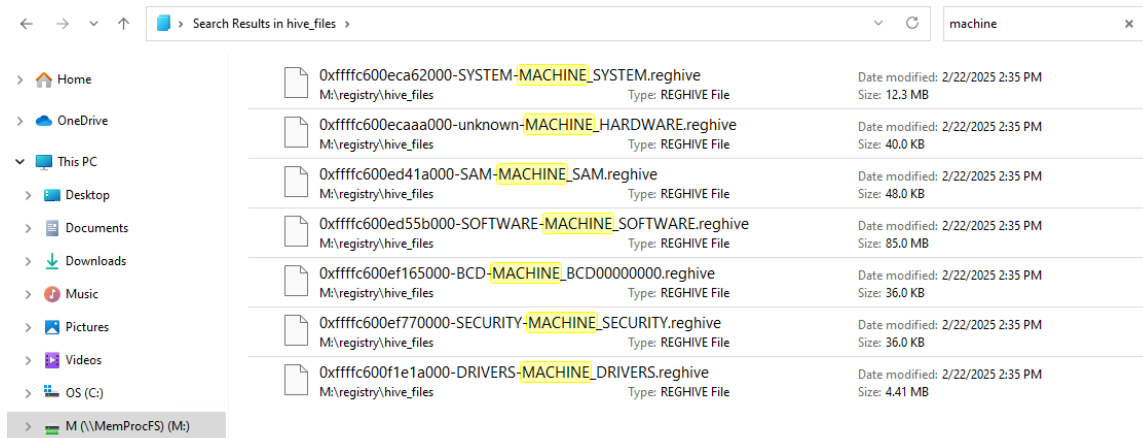 Search Results in hive_files
machine
Home
OneDrive
This PC
Desktop
Documents
Downloads
Music
Pictures
Videos
OS (C:)
M (\\MemProcFS) (M:)
0xffffc600eca62000-SYSTEM-MACHINE_SYSTEM.reghive
Date modified: 2/22/2025 2:35 PM
M:\registry\hive_files Type: REGHIVE File Size: 12.3 MB
0xffffc600ecaaa000-unknown-MACHINE_HARDWARE.reghive
Date modified: 2/22/2025 2:35 PM
M:\registry\hive_files Type: REGHIVE File Size: 40.0 KB
0xffffc600ed41a000-SAM-MACHINE_SAM.reghive
Date modified: 2/22/2025 2:35 PM
M:\registry\hive_files Type: REGHIVE File Size: 48.0 KB
0xffffc600ed55b000-SOFTWARE-MACHINE_SOFTWARE.reghive
Date modified: 2/22/2025 2:35 PM
M:\registry\hive_files Type: REGHIVE File Size: 85.0 MB
0xffffc600ef165000-BCD-MACHINE_BCD00000000.reghive
Date modified: 2/22/2025 2:35 PM
M:\registry\hive_files Type: REGHIVE File Size: 36.0 KB
0xffffc600ef770000-SECURITY-MACHINE_SECURITY.reghive
Date modified: 2/22/2025 2:35 PM
M:\registry\hive_files Type: REGHIVE File Size: 36.0 KB
0xffffc600f1e1a000-DRIVERS-MACHINE_DRIVERS.reghive
Date modified: 2/22/2025 2:35 PM
M:\registry\hive_files Type: REGHIVE File Size: 4.41 MB